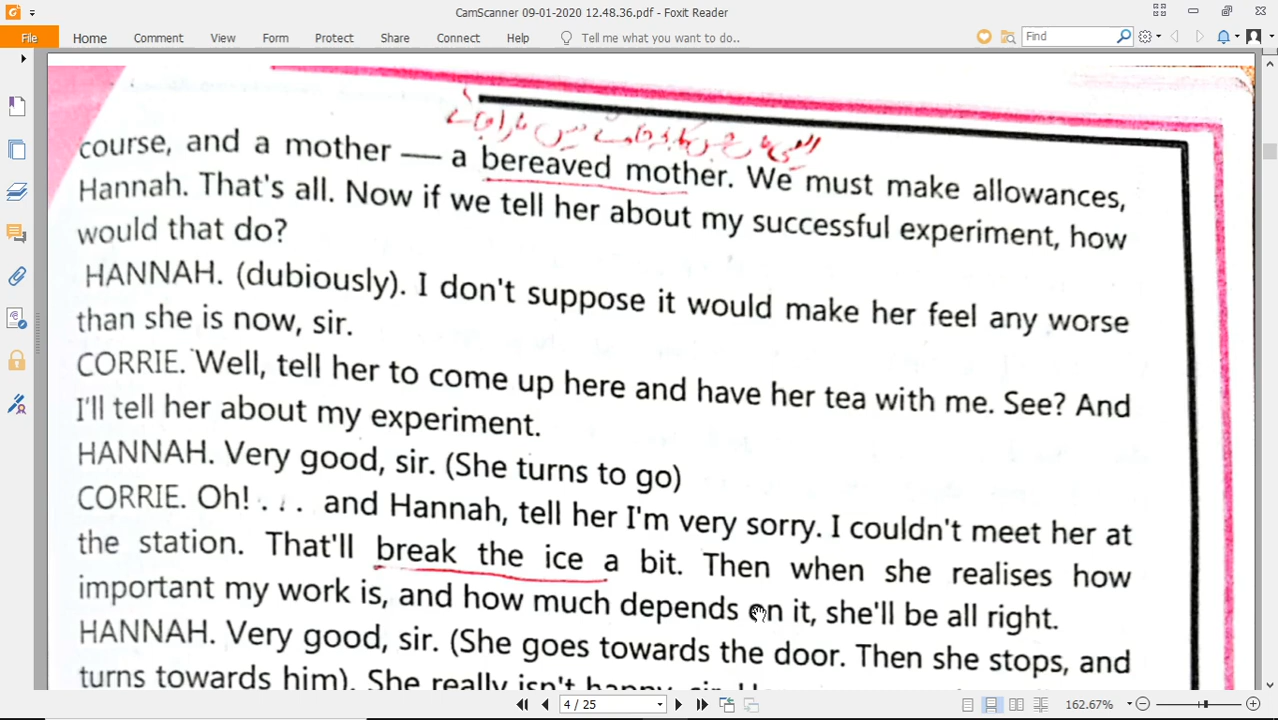 CamScanner 09-01-2020 12.48.36.pdf - Foxit Reader
File Home Comment View Form Protect Share Connect Help Tell me what you want to do.. Find
course, and a mother — a bereaved mother. We must make allowances,
Hannah. That's all. Now if we tell her about my successful experiment, how
would that do?
HANNAH. (dubiously). I don't suppose it would make her feel any worse
than she is now, sir.
CORRIE. Well, tell her to come up here and have her tea with me. See? And
I'll tell her about my experiment.
HANNAH. Very good, sir. (She turns to go)
CORRIE. Oh! . . . and Hannah, tell her I'm very sorry. I couldn't meet her at
the station. That'll break the ice a bit. Then when she realises how
important my work is, and how much depends on it, she'll be all right.
HANNAH. Very good, sir. (She goes towards the door. Then she stops, and
turns towards him). She really isn't happy, sir.
4 / 25 162.67%